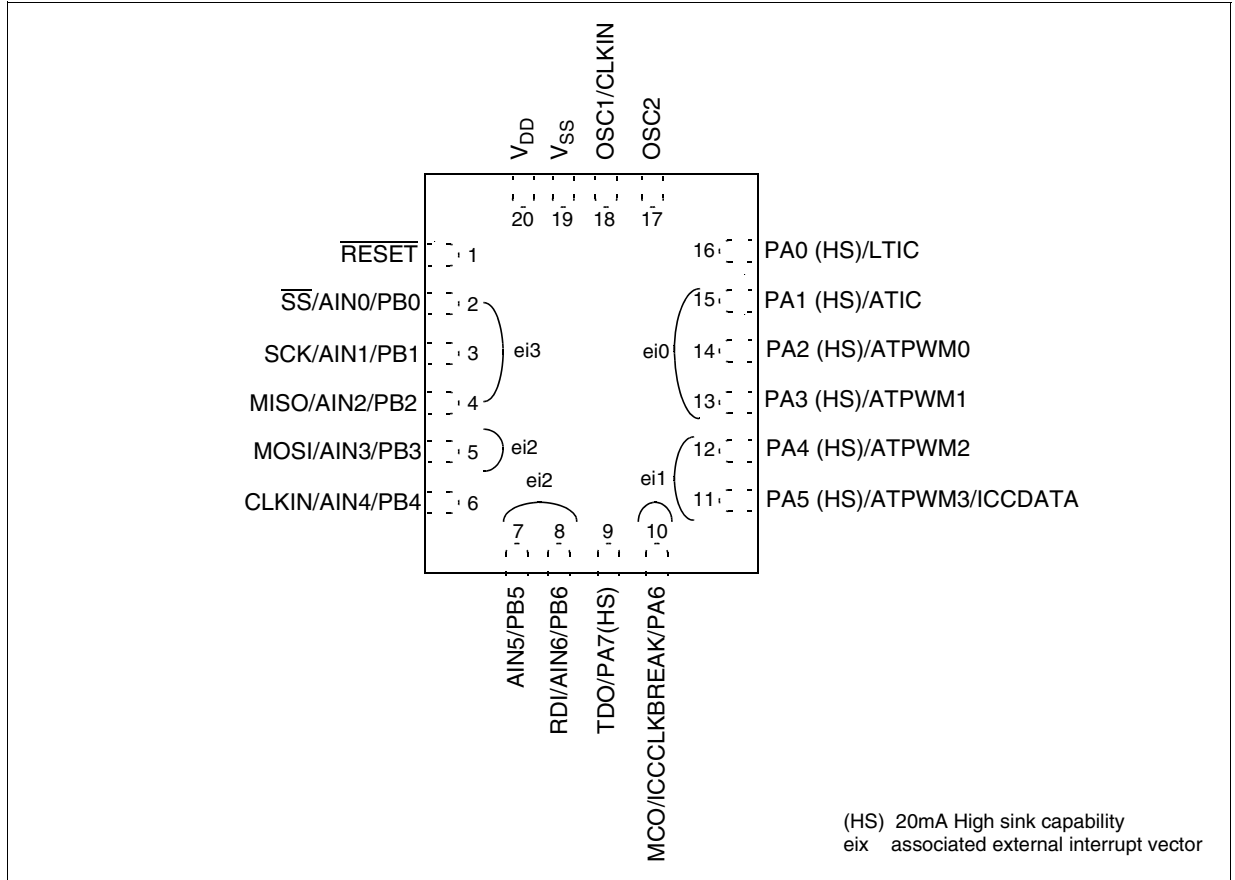 V_DD
V_SS
OSC1/CLKIN
OSC2
20
19
18
17
R̅E̅S̅E̅T̅
1
S̅S̅/AIN0/PB0
2
SCK/AIN1/PB1
3
MISO/AIN2/PB2
4
ei3
MOSI/AIN3/PB3
5
ei2
CLKIN/AIN4/PB4
6
16
PA0 (HS)/LTIC
15
PA1 (HS)/ATIC
ei0
14
PA2 (HS)/ATPWM0
13
PA3 (HS)/ATPWM1
12
PA4 (HS)/ATPWM2
ei1
11
PA5 (HS)/ATPWM3/ICCDATA
ei2
7
8
9
10
AIN5/PB5
RDI/AIN6/PB6
TDO/PA7(HS)
MCO/ICCCLKBREAK/PA6
(HS) 20mA High sink capability
eix associated external interrupt vector